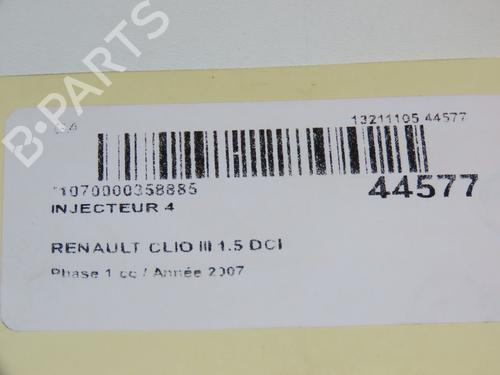 B-PARTS
13211105 44577
*1070000358885
44577
INJECTEUR 4
RENAULT CLIO III 1.5 DCI
Phase 1 cc / Année 2007